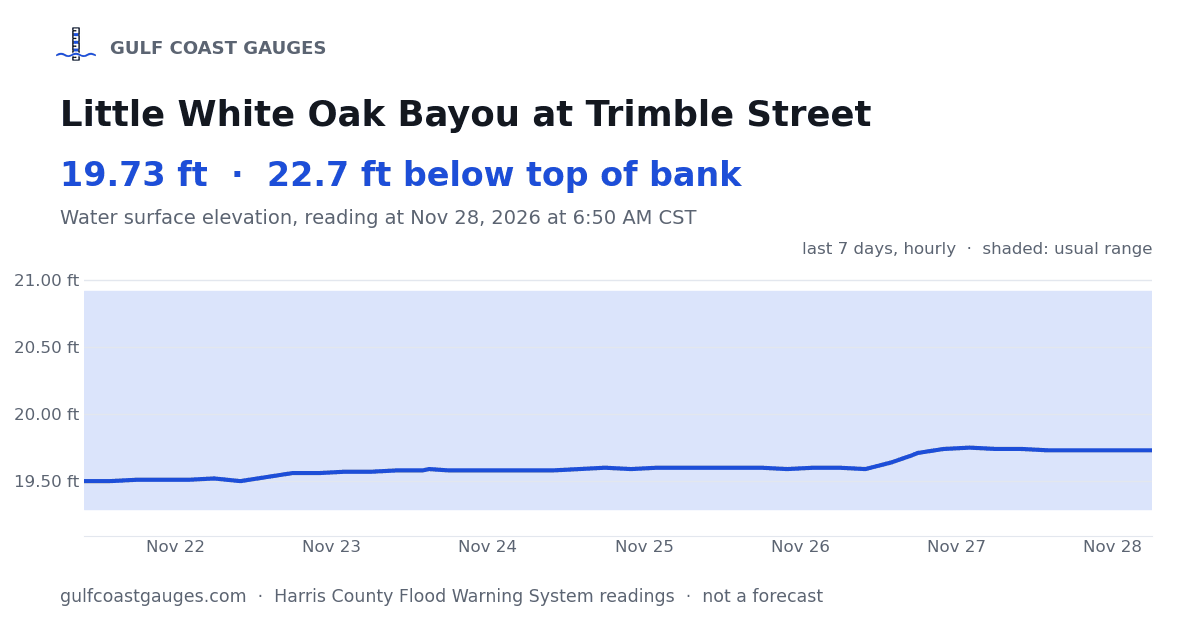 GULF COAST GAUGES
Little White Oak Bayou at Trimble Street
19.73 ft · 22.7 ft below top of bank
Water surface elevation, reading at Nov 28, 2026 at 6:50 AM CST
last 7 days, hourly · shaded: usual range
21.00 ft
20.50 ft
20.00 ft
19.50 ft
Nov 22 Nov 23 Nov 24 Nov 25 Nov 26 Nov 27 Nov 28
gulfcoastgauges.com · Harris County Flood Warning System readings · not a forecast